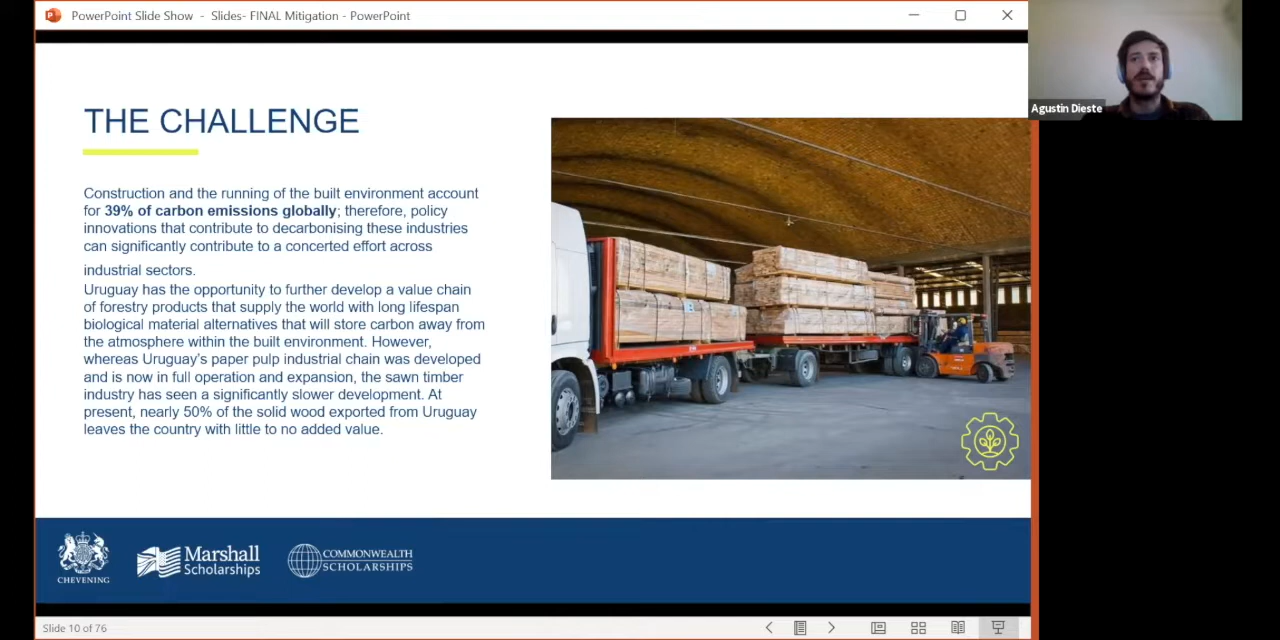 PowerPoint Slide Show - Slides- FINAL Mitigation - PowerPoint
Agustin Dieste
THE CHALLENGE
Construction and the running of the built environment account
for 39% of carbon emissions globally; therefore, policy
innovations that contribute to decarbonising these industries
can significantly contribute to a concerted effort across
industrial sectors.
Uruguay has the opportunity to further develop a value chain
of forestry products that supply the world with long lifespan
biological material alternatives that will store carbon away from
the atmosphere within the built environment. However,
whereas Uruguay's paper pulp industrial chain was developed
and is now in full operation and expansion, the sawn timber
industry has seen a significantly slower development. At
present, nearly 50% of the solid wood exported from Uruguay
leaves the country with little to no added value.
CHEVENING
Marshall
Scholarships
COMMONWEALTH
SCHOLARSHIPS
Slide 10 of 76